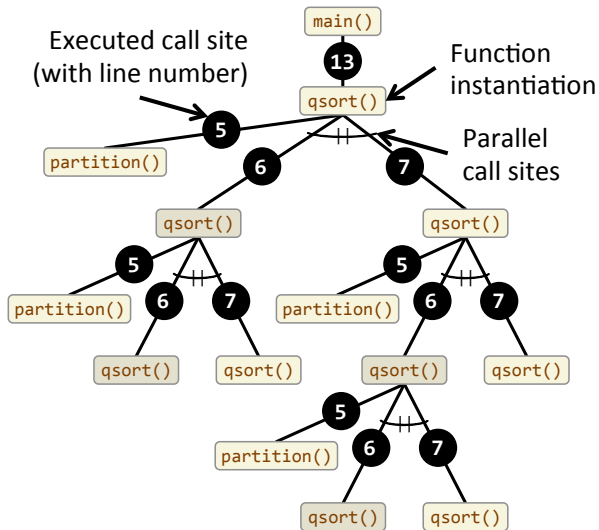 main()
Executed call site
(with line number)
13
Function
instantiation
qsort()
5
Parallel
call sites
partition()
6
7
qsort()
qsort()
5
5
6
7
6
7
partition()
partition()
qsort()
qsort()
qsort()
qsort()
5
6
7
partition()
qsort()
qsort()